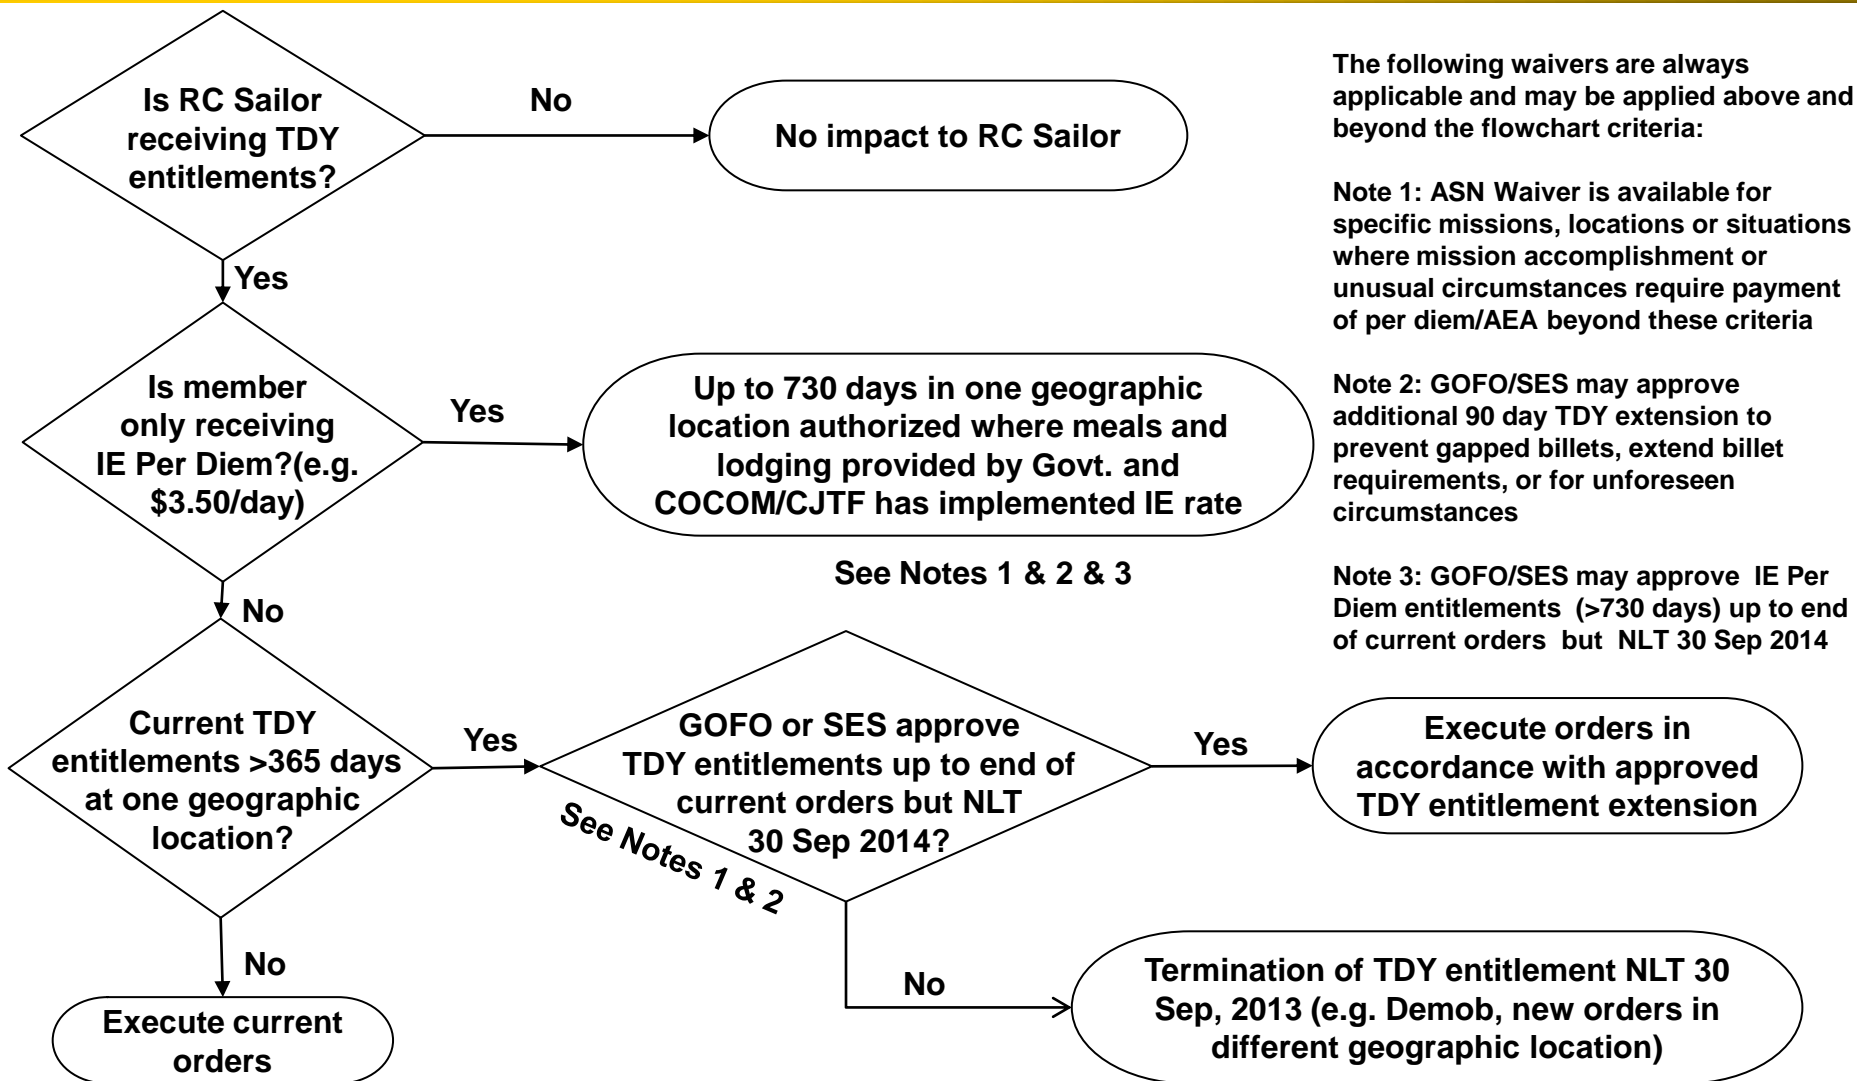 Is RC Sailor
receiving TDY
entitlements?
No
No impact to RC Sailor
Yes
Is member
only receiving
IE Per Diem?(e.g.
$3.50/day)
Yes
Up to 730 days in one geographic
location authorized where meals and
lodging provided by Govt. and
COCOM/CJTF has implemented IE rate
See Notes 1 & 2 & 3
No
Current TDY
entitlements >365 days
at one geographic
location?
Yes
GOFO or SES approve
TDY entitlements up to end of
current orders but NLT
30 Sep 2014?
See Notes 1 & 2
Yes
Execute orders in
accordance with approved
TDY entitlement extension
No
Execute current
orders
No
Termination of TDY entitlement NLT 30
Sep, 2013 (e.g. Demob, new orders in
different geographic location)
The following waivers are always
applicable and may be applied above and
beyond the flowchart criteria:
Note 1: ASN Waiver is available for
specific missions, locations or situations
where mission accomplishment or
unusual circumstances require payment
of per diem/AEA beyond these criteria
Note 2: GOFO/SES may approve
additional 90 day TDY extension to
prevent gapped billets, extend billet
requirements, or for unforeseen
circumstances
Note 3: GOFO/SES may approve IE Per
Diem entitlements (>730 days) up to end
of current orders but NLT 30 Sep 2014